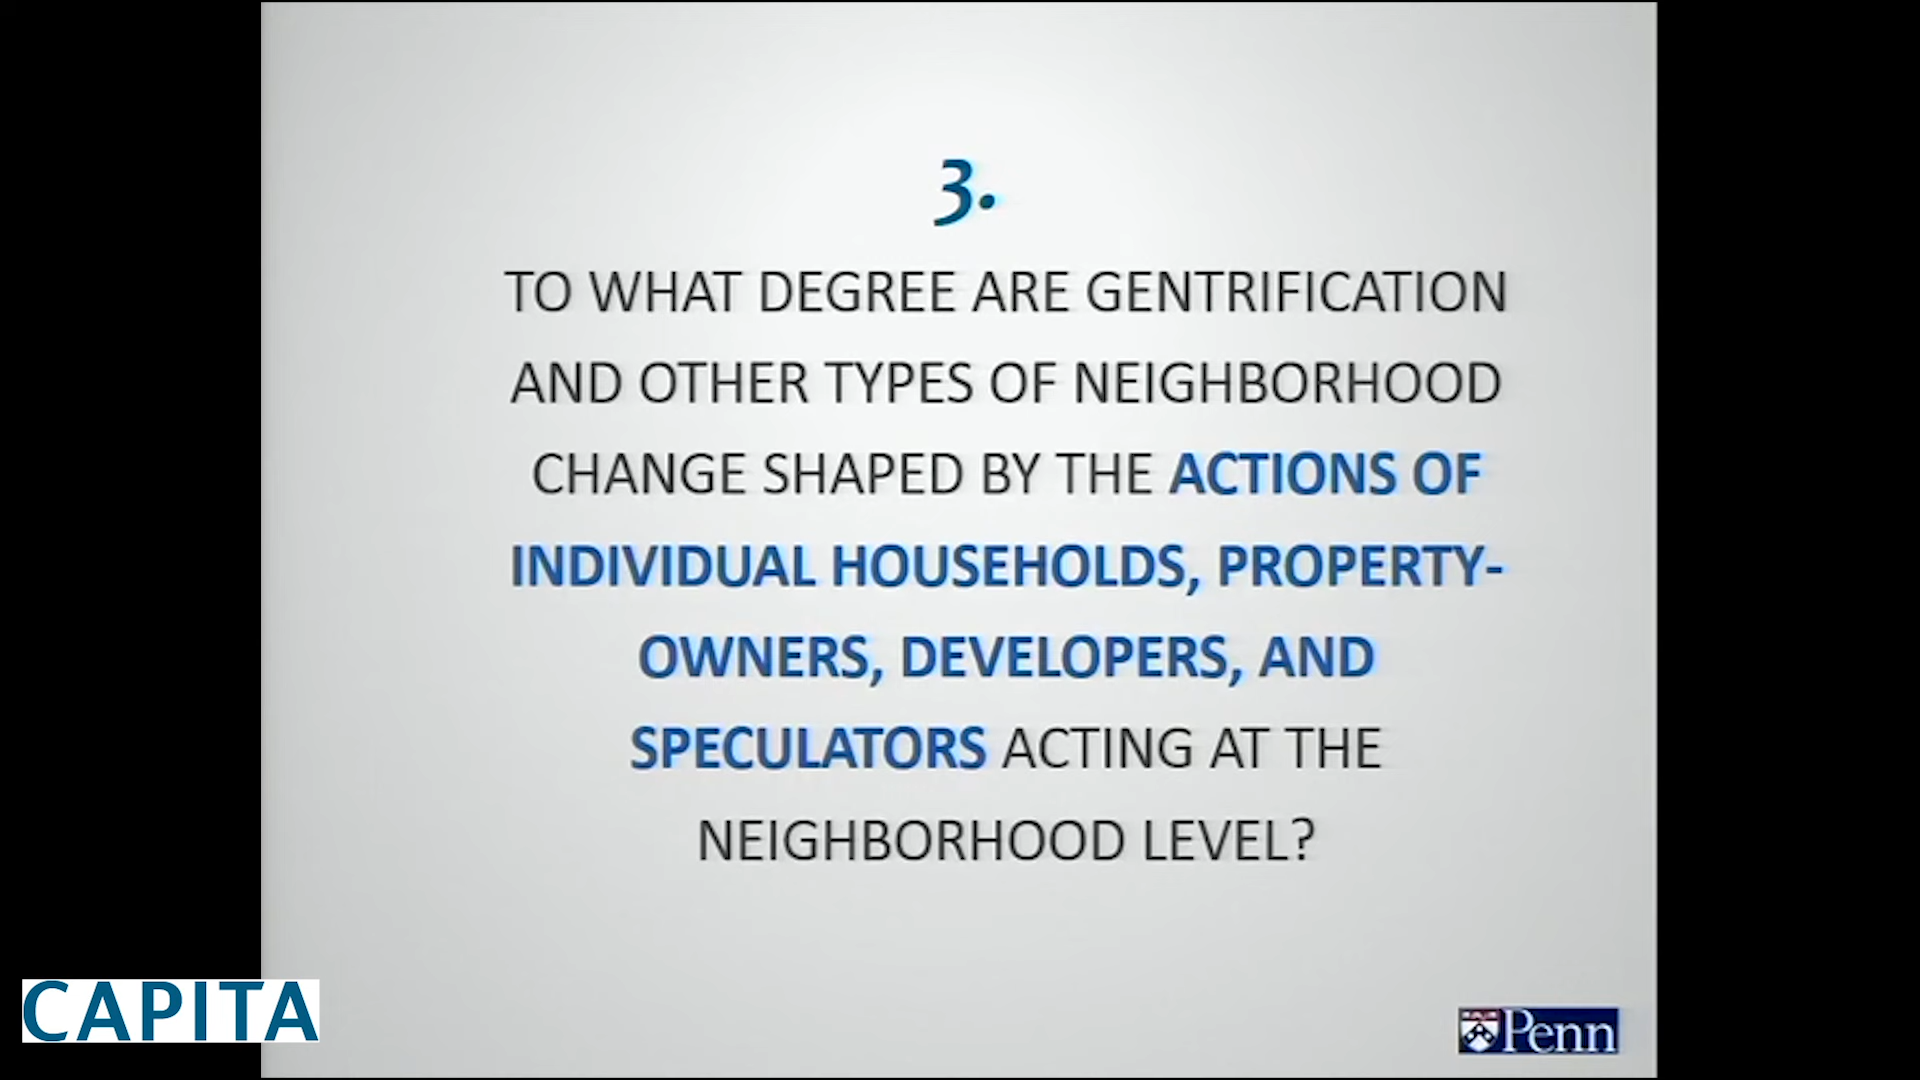 3.
TO WHAT DEGREE ARE GENTRIFICATION
AND OTHER TYPES OF NEIGHBORHOOD
CHANGE SHAPED BY THE ACTIONS OF
INDIVIDUAL HOUSEHOLDS, PROPERTY-
OWNERS, DEVELOPERS, AND
SPECULATORS ACTING AT THE
NEIGHBORHOOD LEVEL?
CAPITA
Penn